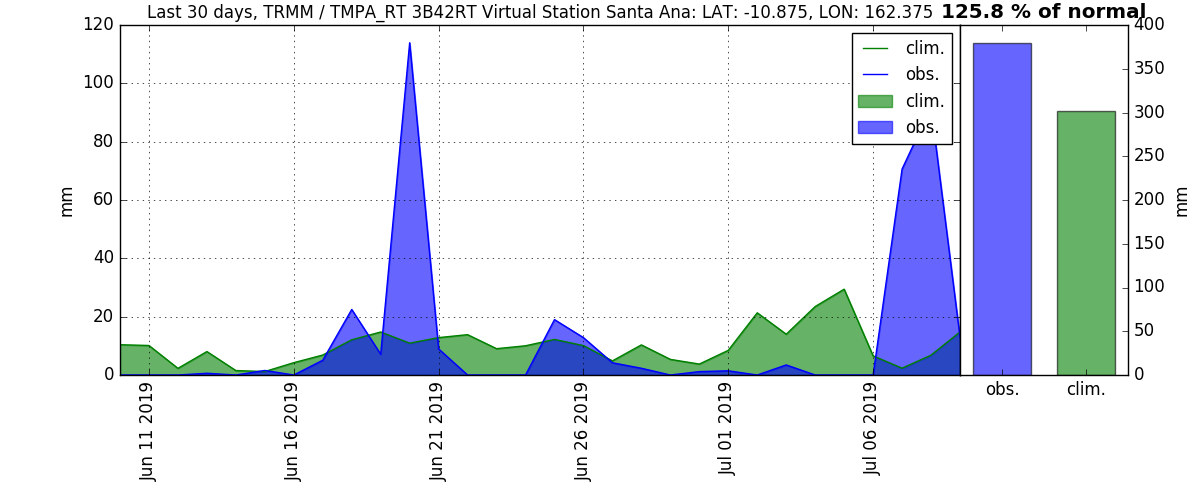 Last 30 days, TRMM / TMPA_RT 3B42RT Virtual Station Santa Ana: LAT: -10.875, LON: 162.375 125.8 % of normal
120
100
80
60
40
20
0
mm
clim.
obs.
clim.
obs.
Jun 11 2019
Jun 16 2019
Jun 21 2019
Jun 26 2019
Jul 01 2019
Jul 06 2019
400
350
300
250
200
150
100
50
0
mm
obs.
clim.